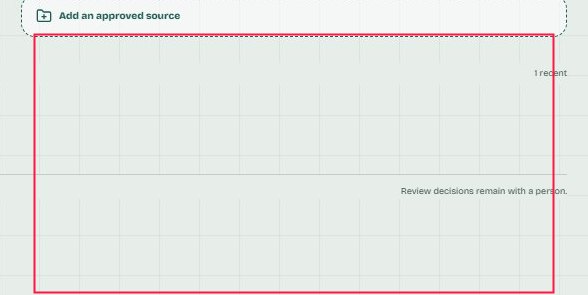 Add an approved source
1 recent
Review decisions remain with a person.